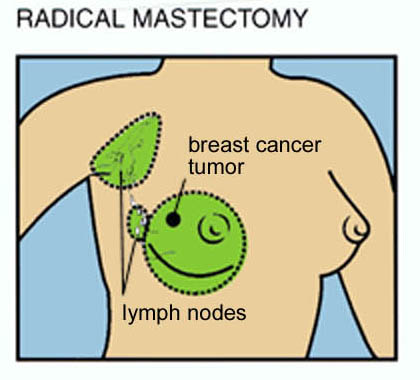 RADICAL MASTECTOMY
breast cancer
tumor
lymph nodes